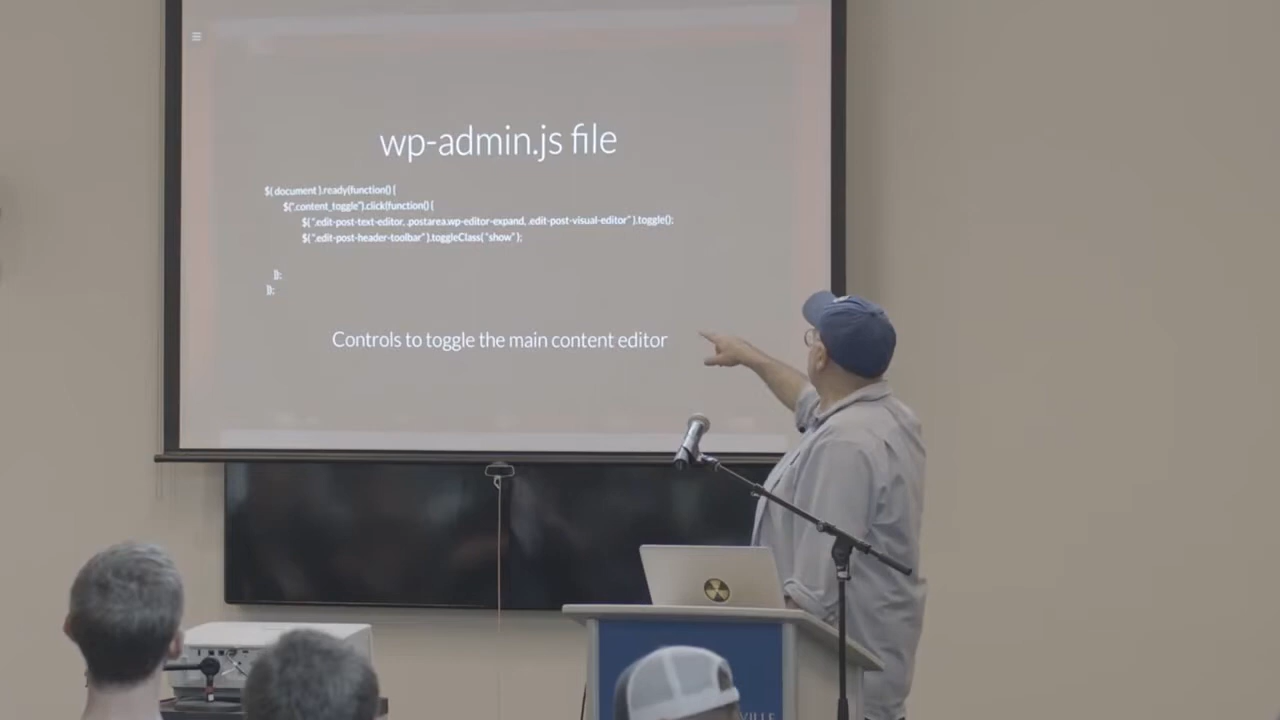 wp-admin.js file
$( document ).ready(function() {
$(".content_toggle").click(function() {
$( ".edit-post-text-editor, .postarea.wp-editor-expand, .edit-post-visual-editor" ).toggle();
$( ".edit-post-header-toolbar" ).toggleClass( "show" );
});
});
Controls to toggle the main content editor
VILLE